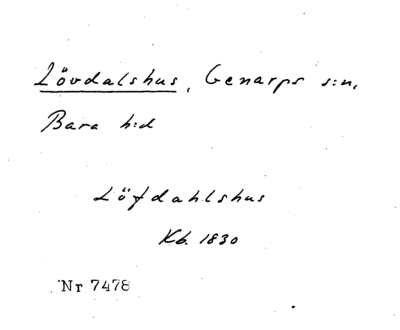 Lövdalshus, Genarps s:n,
Bara h:d
Löfdahlshus
Kb. 1830
Nr 7478